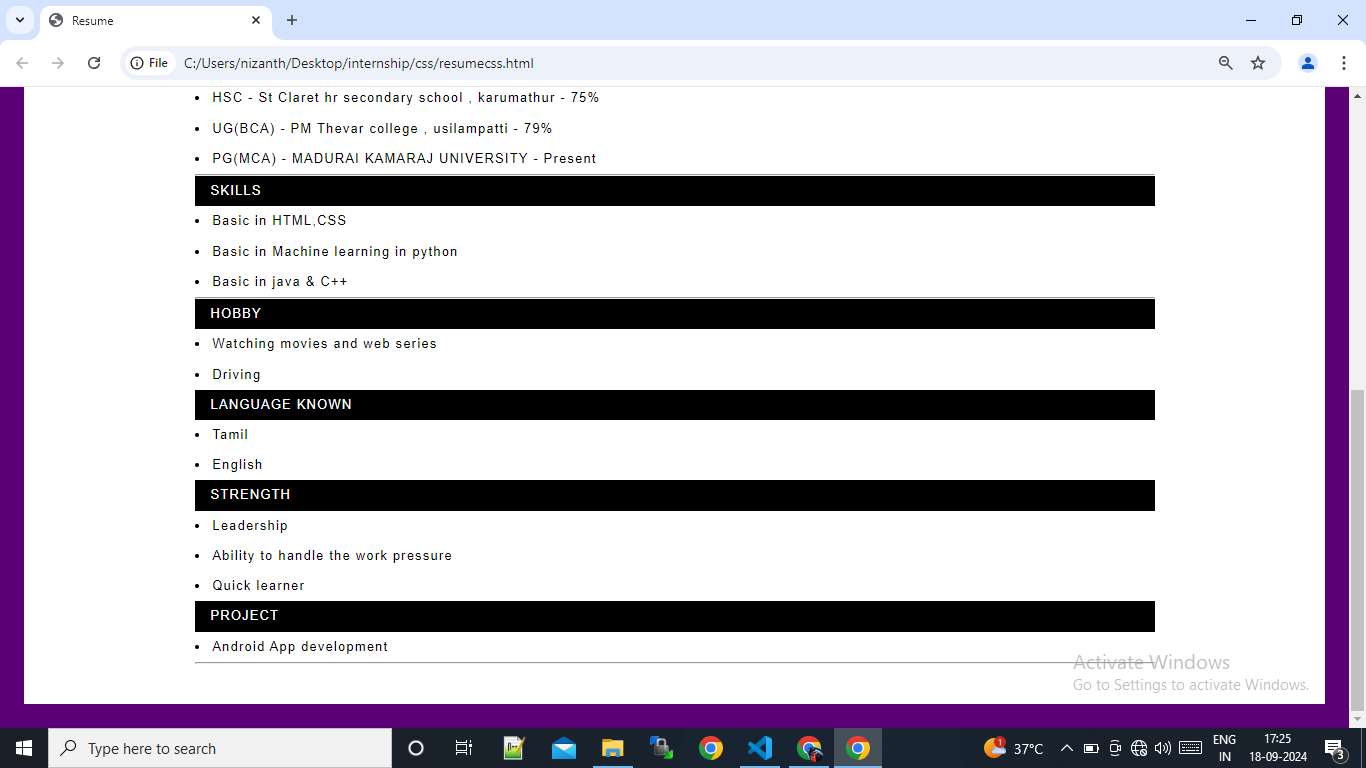 Resume
File
C:/Users/nizanth/Desktop/internship/css/resumecss.html
HSC - St Claret hr secondary school , karumathur - 75%
UG(BCA) - PM Thevar college , usilampatti - 79%
PG(MCA) - MADURAI KAMARAJ UNIVERSITY - Present
SKILLS
Basic in HTML,CSS
Basic in Machine learning in python
Basic in java & C++
HOBBY
Watching movies and web series
Driving
LANGUAGE KNOWN
Tamil
English
STRENGTH
Leadership
Ability to handle the work pressure
Quick learner
PROJECT
Android App development
Activate Windows
Go to Settings to activate Windows.
Type here to search
1
37°C
ENG
IN
17:25
18-09-2024
3